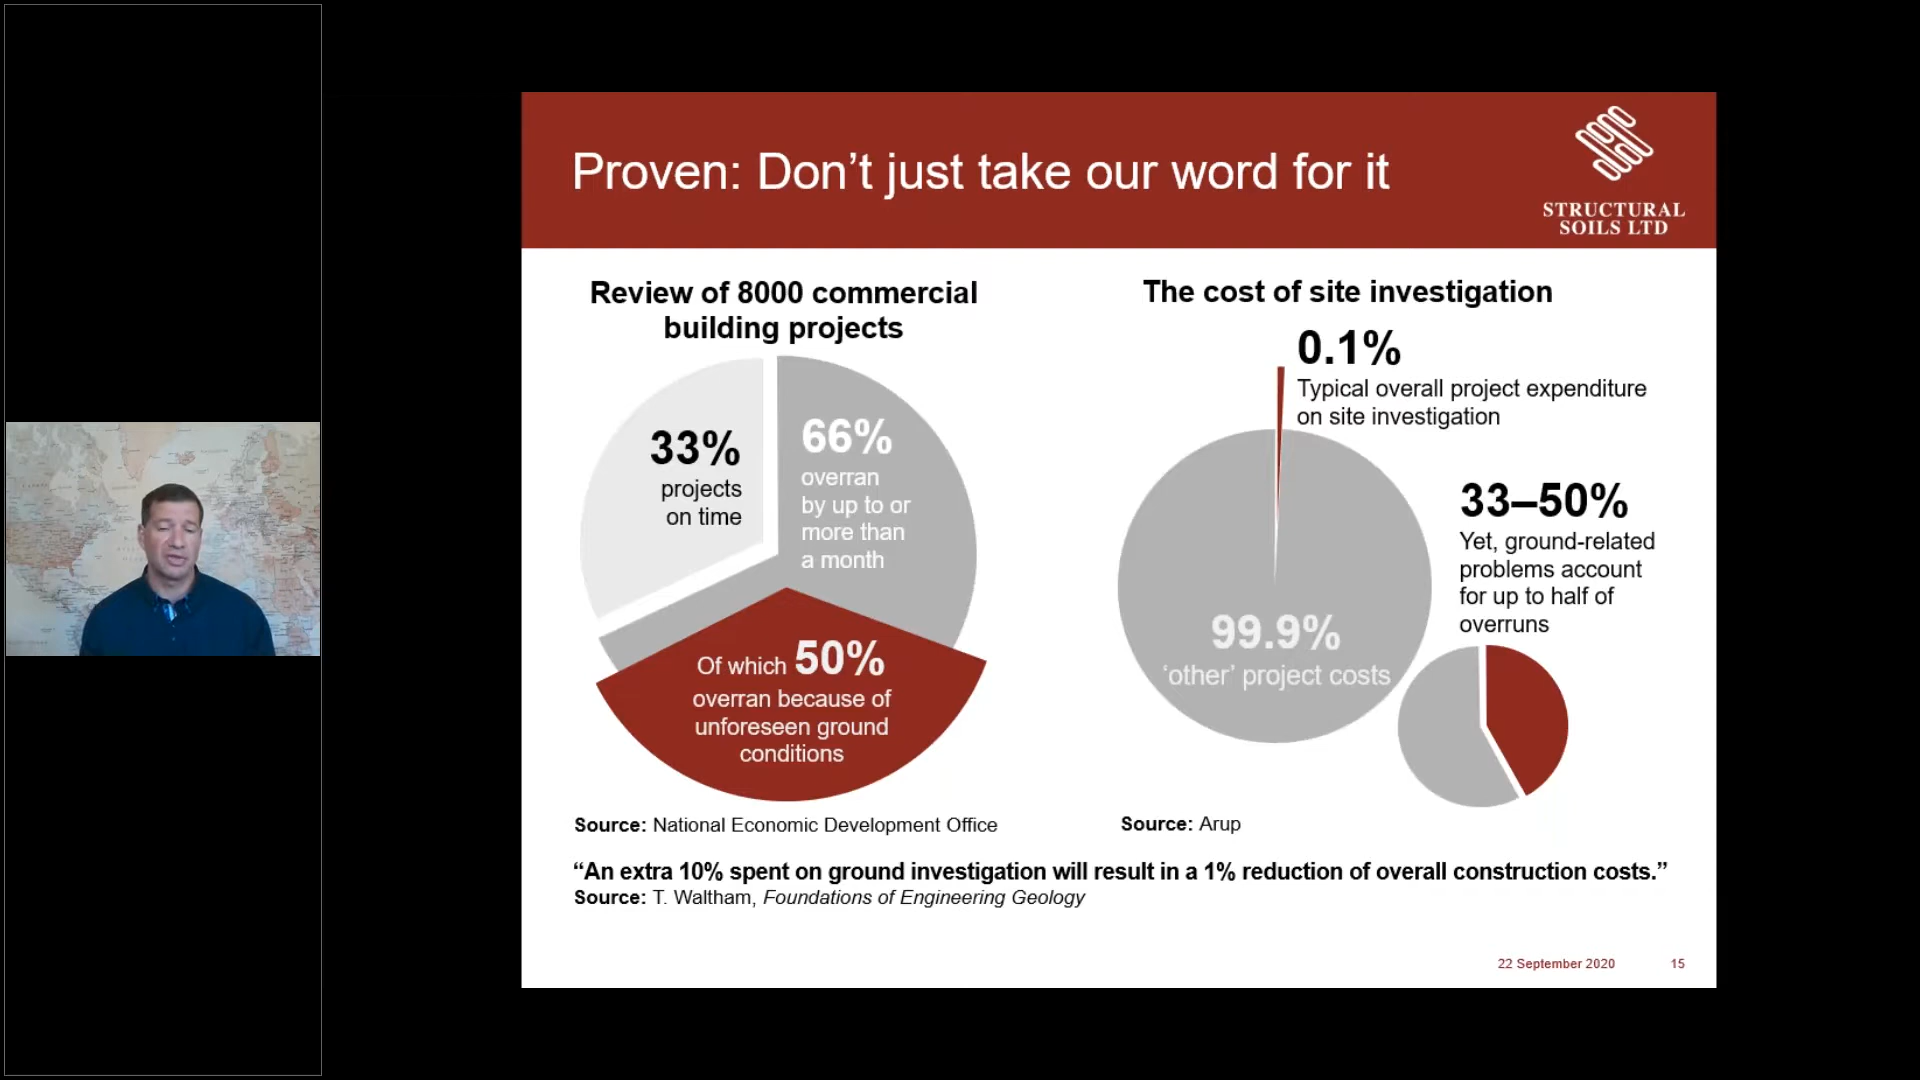 Proven: Don’t just take our word for it
STRUCTURAL
SOILS LTD
Review of 8000 commercial
building projects
33%
projects
on time
66%
overran
by up to or
more than
a month
Of which 50%
overran because of
unforeseen ground
conditions
Source: National Economic Development Office
The cost of site investigation
0.1%
Typical overall project expenditure
on site investigation
99.9%
‘other’ project costs
33–50%
Yet, ground-related
problems account
for up to half of
overruns
Source: Arup
“An extra 10% spent on ground investigation will result in a 1% reduction of overall construction costs.”
Source: T. Waltham, Foundations of Engineering Geology
22 September 2020
15